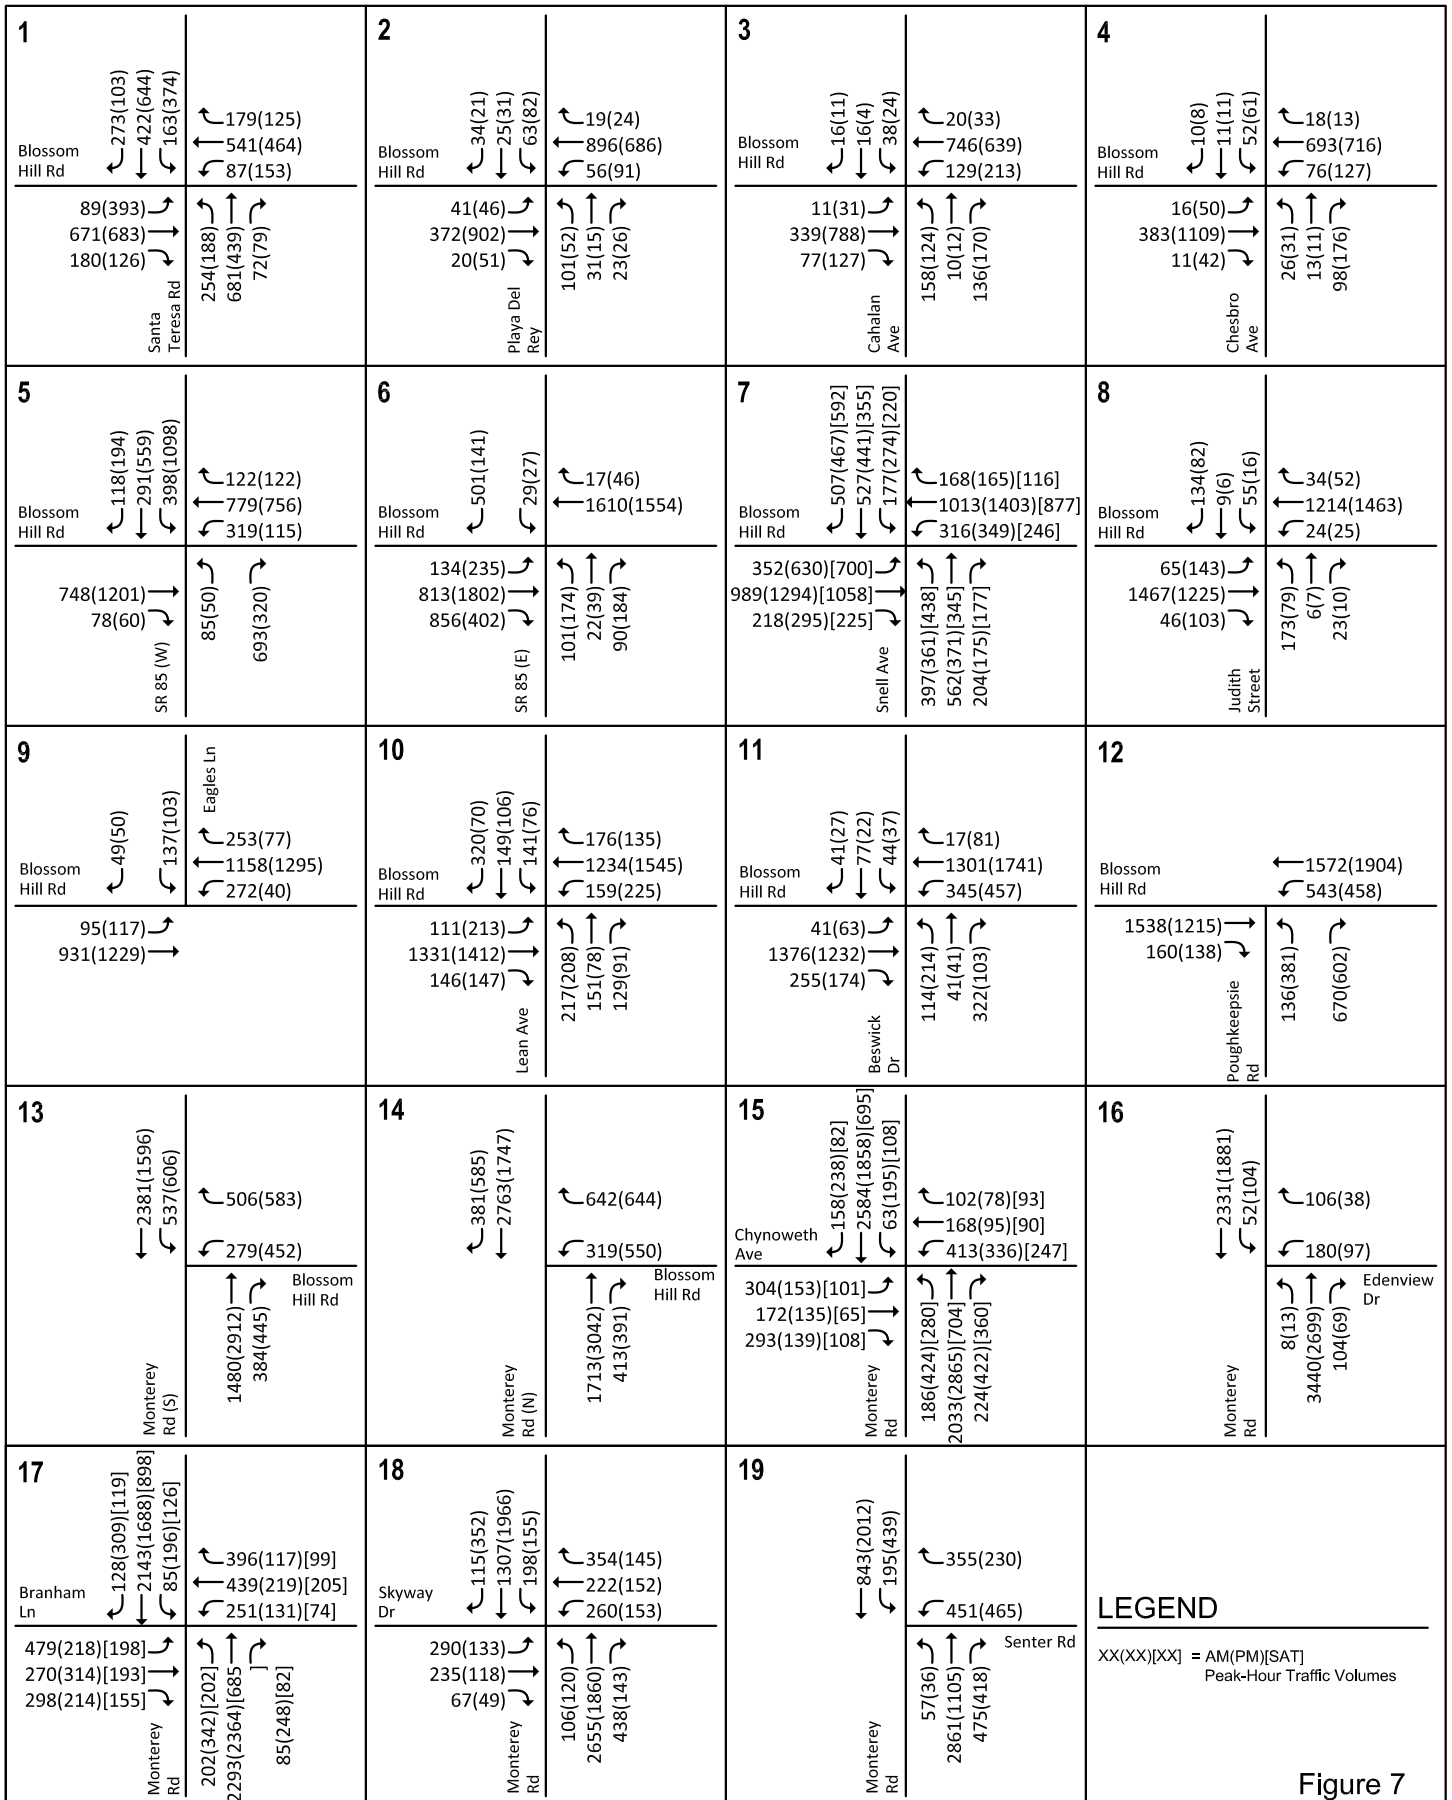 1
273(103)
422(644)
163(374)
179(125)
541(464)
87(153)
Blossom
Hill Rd
89(393)
671(683)
180(126)
254(188)
681(439)
72(79)
Santa
Teresa Rd
2
34(21)
25(31)
63(82)
19(24)
896(686)
56(91)
Blossom
Hill Rd
41(46)
372(902)
20(51)
101(52)
31(15)
23(26)
Playa Del
Rey
3
16(11)
16(4)
38(24)
20(33)
746(639)
129(213)
Blossom
Hill Rd
11(31)
339(788)
77(127)
158(124)
10(12)
136(170)
Cahalan
Ave
4
10(8)
11(11)
52(61)
18(13)
693(716)
76(127)
Blossom
Hill Rd
16(50)
383(1109)
11(42)
26(31)
13(11)
98(176)
Chesbro
Ave
5
118(194)
291(559)
398(1098)
122(122)
779(756)
319(115)
Blossom
Hill Rd
748(1201)
78(60)
85(50)
693(320)
SR 85 (W)
6
501(141)
29(27)
17(46)
1610(1554)
Blossom
Hill Rd
134(235)
813(1802)
856(402)
101(174)
22(39)
90(184)
SR 85 (E)
7
507(467)[592]
527(441)[355]
177(274)[220]
168(165)[116]
1013(1403)[877]
316(349)[246]
Blossom
Hill Rd
352(630)[700]
989(1294)[1058]
218(295)[225]
397(361)[438]
562(371)[345]
204(175)[177]
Snell Ave
8
134(82)
9(6)
55(16)
34(52)
1214(1463)
24(25)
Blossom
Hill Rd
65(143)
1467(1225)
46(103)
173(79)
6(7)
23(10)
Judith
Street
9
49(50)
137(103)
Eagles Ln
253(77)
1158(1295)
272(40)
Blossom
Hill Rd
95(117)
931(1229)
10
320(70)
149(106)
141(76)
176(135)
1234(1545)
159(225)
Blossom
Hill Rd
111(213)
1331(1412)
146(147)
217(208)
151(78)
129(91)
Lean Ave
11
41(27)
77(22)
44(37)
17(81)
1301(1741)
345(457)
Blossom
Hill Rd
41(63)
1376(1232)
255(174)
114(214)
41(41)
322(103)
Beswick
Dr
12
1572(1904)
543(458)
Blossom
Hill Rd
1538(1215)
160(138)
136(381)
670(602)
Poughkeepsie
Rd
13
2381(1596)
537(606)
506(583)
279(452)
Blossom
Hill Rd
1480(2912)
384(445)
Monterey
Rd (S)
14
381(585)
2763(1747)
642(644)
319(550)
Blossom
Hill Rd
1713(3042)
413(391)
Monterey
Rd (N)
15
158(238)[82]
2584(1858)[695]
63(195)[108]
102(78)[93]
168(95)[90]
413(336)[247]
Chynoweth
Ave
304(153)[101]
172(135)[65]
293(139)[108]
186(424)[280]
2033(2865)[704]
224(422)[360]
Monterey
Rd
16
2331(1881)
52(104)
106(38)
180(97)
Edenview
Dr
8(13)
3440(2699)
104(69)
Monterey
Rd
17
128(309)[119]
2143(1688)[898]
85(196)[126]
396(117)[99]
439(219)[205]
251(131)[74]
Branham
Ln
479(218)[198]
270(314)[193]
298(214)[155]
202(342)[202]
2293(2364)[685
]
85(248)[82]
Monterey
Rd
18
115(352)
1307(1966)
198(155)
354(145)
222(152)
260(153)
Skyway
Dr
290(133)
235(118)
67(49)
106(120)
2655(1860)
438(143)
Monterey
Rd
19
843(2012)
195(439)
355(230)
451(465)
Senter Rd
57(36)
2861(1105)
475(418)
Monterey
Rd
LEGEND
XX(XX)[XX] = AM(PM)[SAT]
Peak-Hour Traffic Volumes
Figure 7